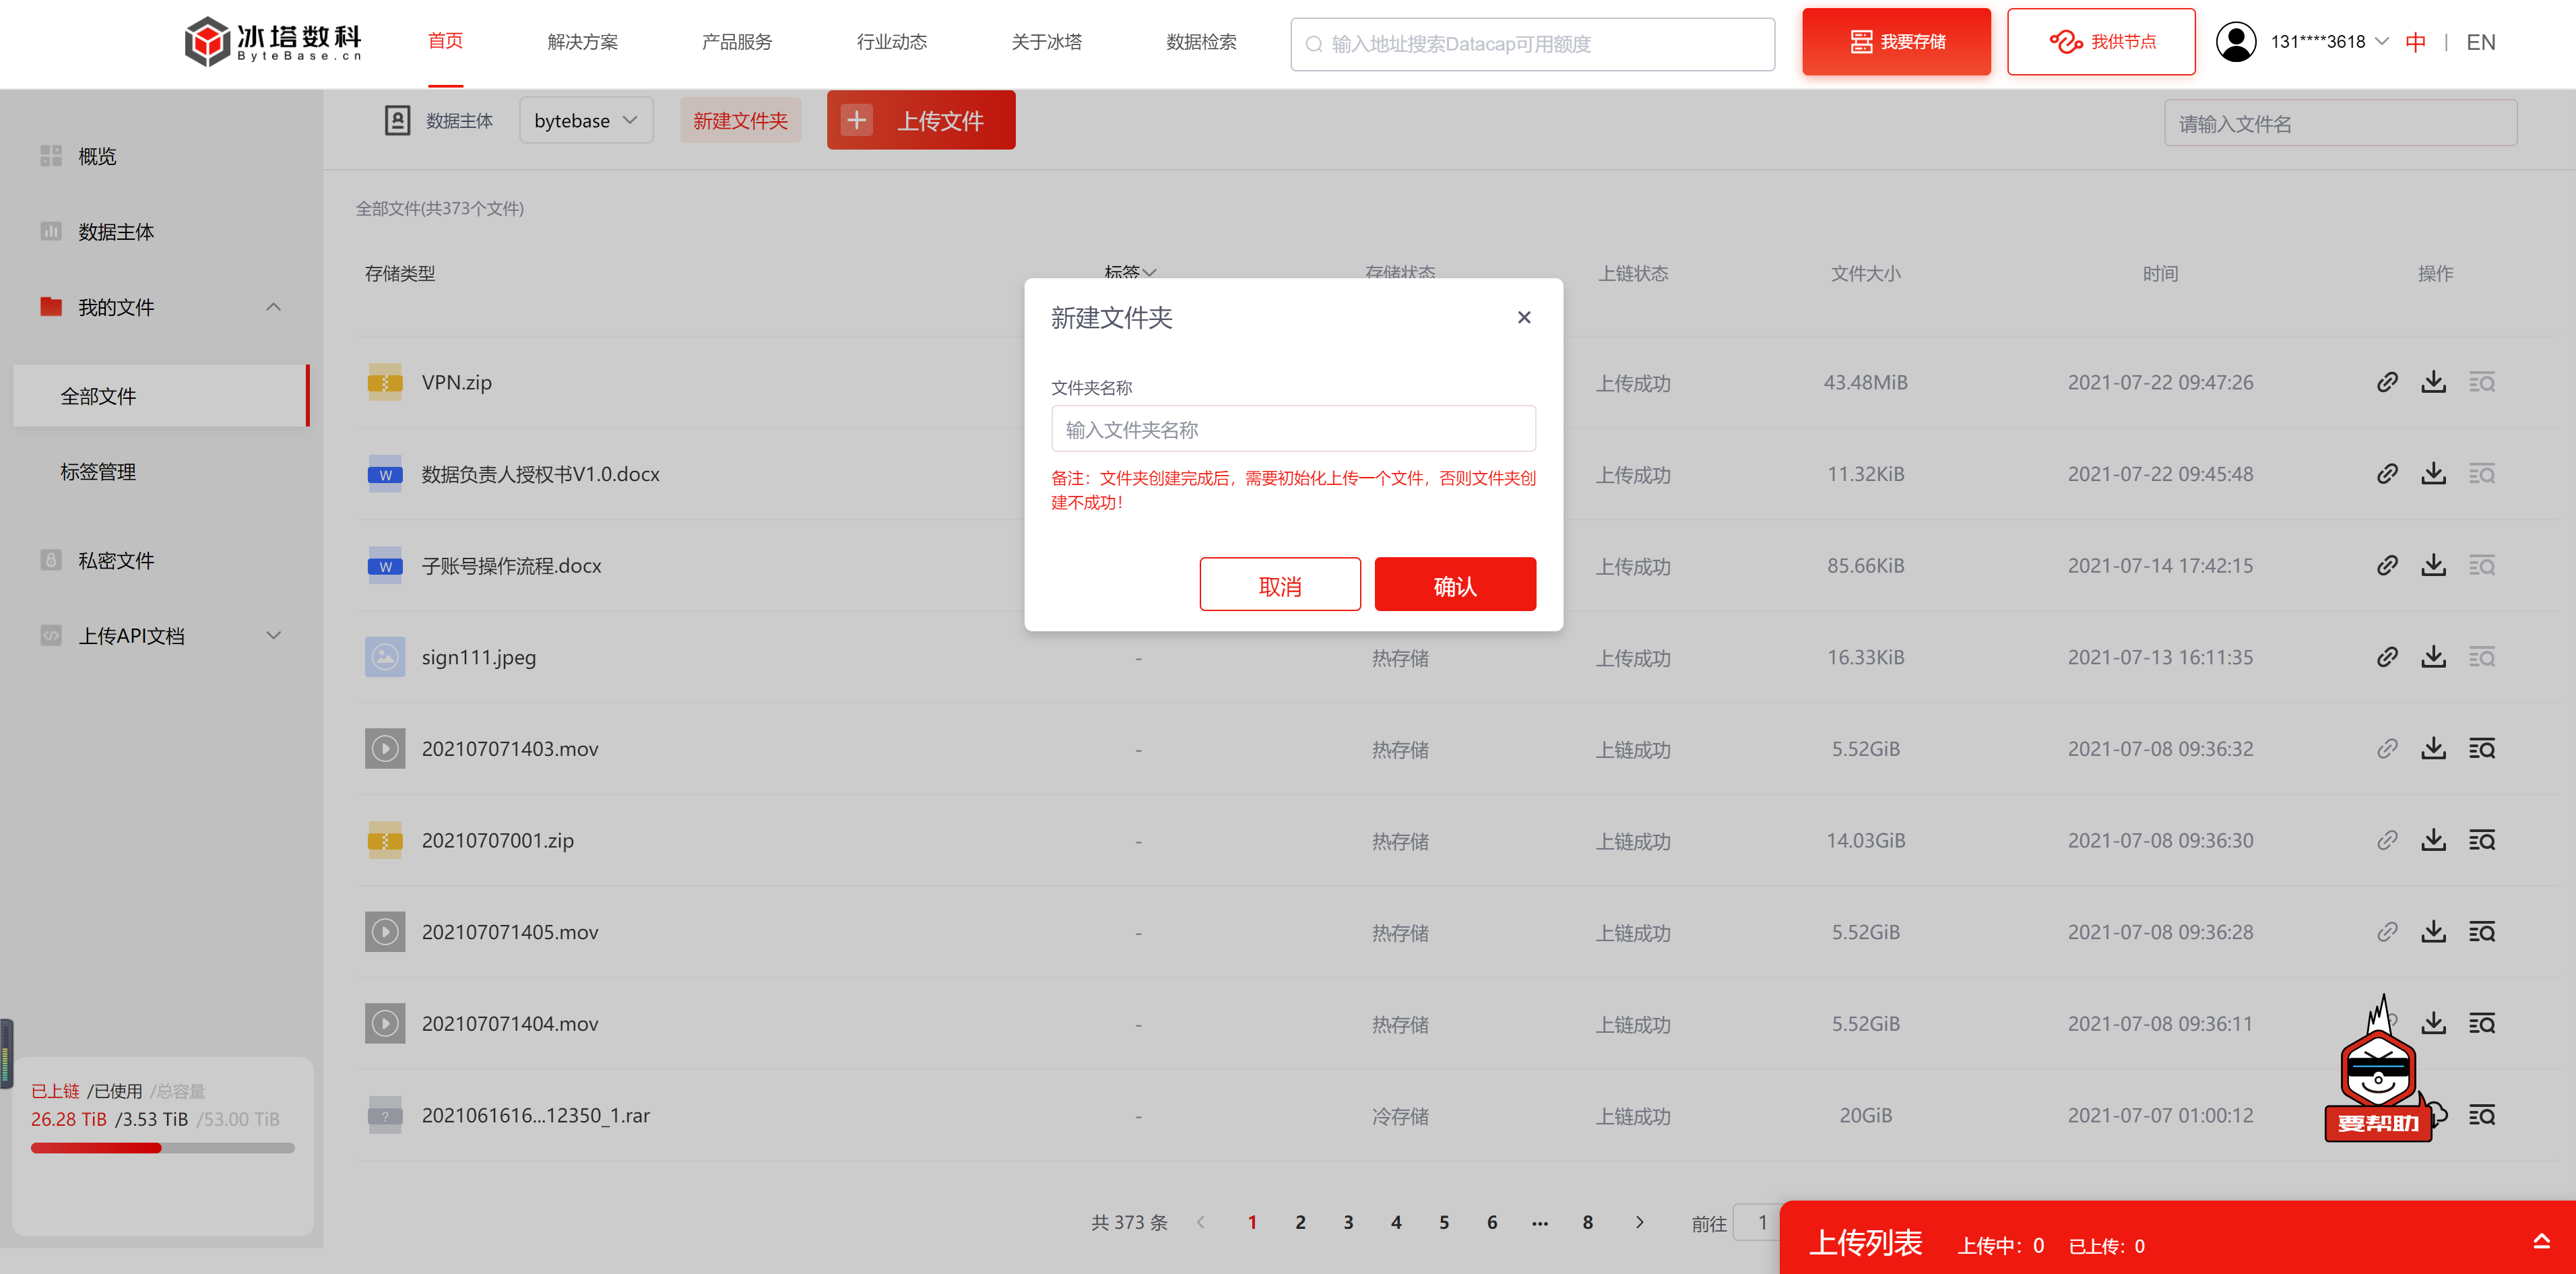 冰塔数科
ByteBase.cn
首页
解决方案
产品服务
行业动态
关于冰塔
数据检索
输入地址搜索Datacap可用额度
我要存储
我供节点
131****3618
中 | EN
概览
数据主体
我的文件
全部文件
标签管理
私密文件
上传API文档
已上链 /已使用 /总容量
26.28 TiB /3.53 TiB /53.00 TiB
数据主体
bytebase
新建文件夹
上传文件
请输入文件名
全部文件(共373个文件)
存储类型 标签 存储状态 上链状态 文件大小 时间 操作
VPN.zip 上传成功 43.48MiB 2021-07-22 09:47:26
数据负责人授权书V1.0.docx 上传成功 11.32KiB 2021-07-22 09:45:48
子账号操作流程.docx 上传成功 85.66KiB 2021-07-14 17:42:15
sign111.jpeg - 热存储 上传成功 16.33KiB 2021-07-13 16:11:35
202107071403.mov - 热存储 上链成功 5.52GiB 2021-07-08 09:36:32
20210707001.zip - 热存储 上链成功 14.03GiB 2021-07-08 09:36:30
202107071405.mov - 热存储 上链成功 5.52GiB 2021-07-08 09:36:28
202107071404.mov - 热存储 上链成功 5.52GiB 2021-07-08 09:36:11
2021061616...12350_1.rar - 冷存储 上链成功 20GiB 2021-07-07 01:00:12
新建文件夹
文件夹名称
输入文件夹名称
备注：文件夹创建完成后，需要初始化上传一个文件，否则文件夹创
建不成功！
取消
确认
要帮助
共 373 条 1 2 3 4 5 6 ... 8 前往 1
上传列表 上传中：0 已上传：0